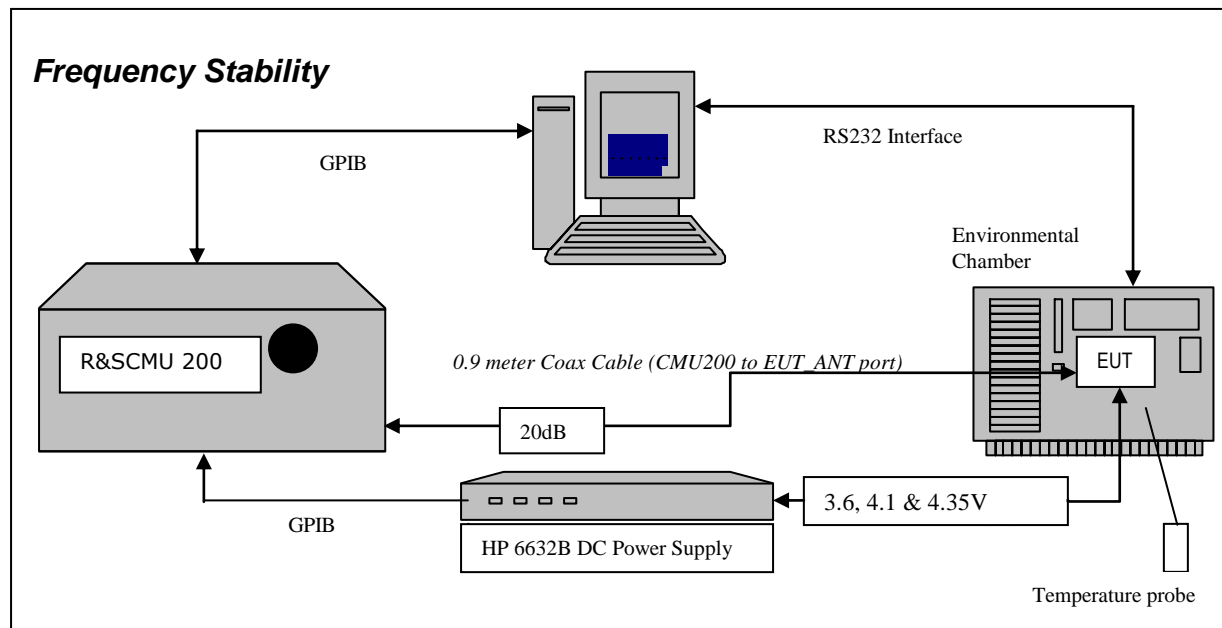 Frequency Stability
GPIB
RS232 Interface
Environmental
Chamber
R&SCMU 200
0.9 meter Coax Cable (CMU200 to EUT_ANT port)
EUT
20dB
3.6, 4.1 & 4.35V
GPIB
HP 6632B DC Power Supply
Temperature probe